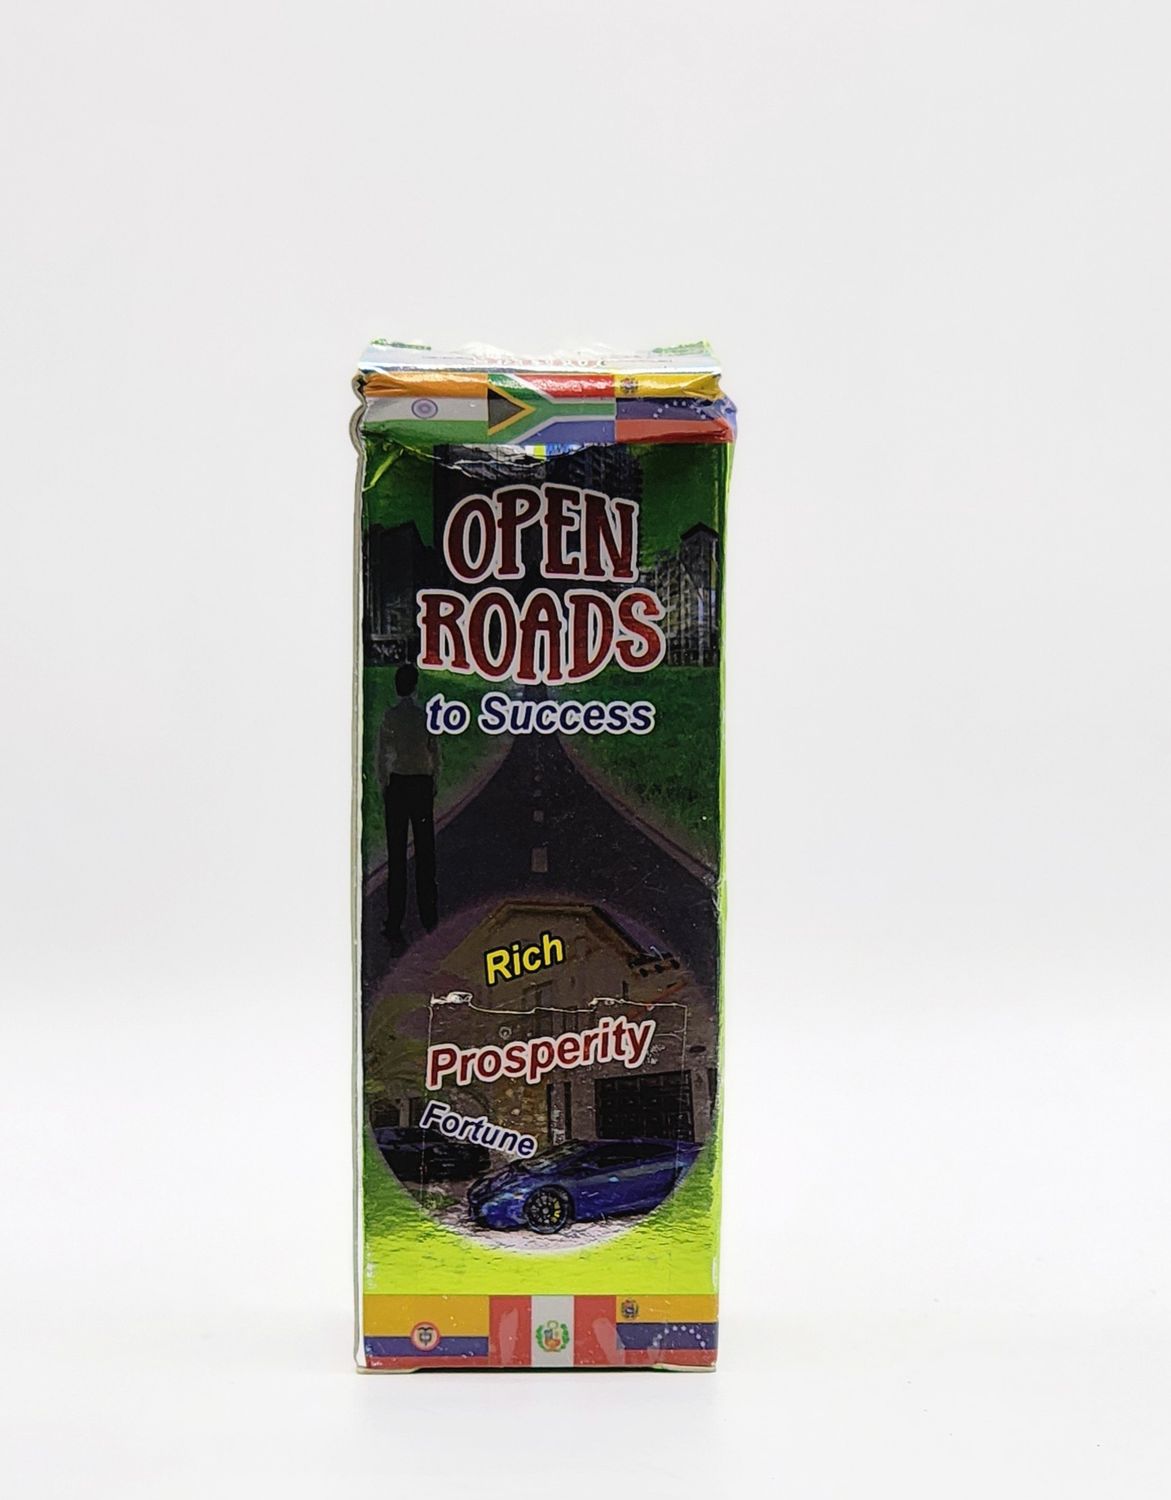 OPEN
ROADS
to Success
Rich
Prosperity
Fortune